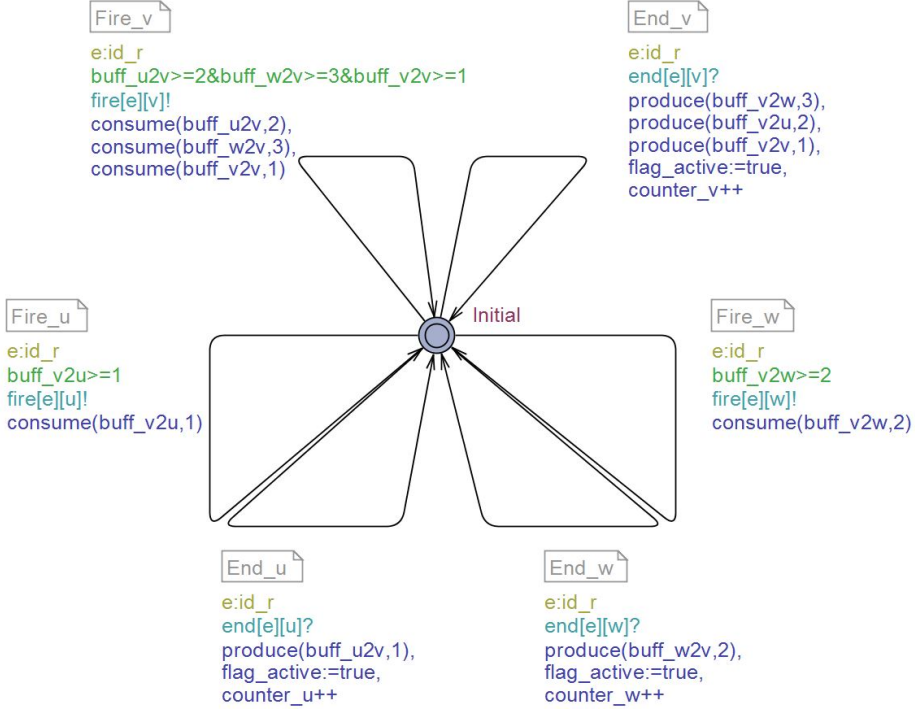 Fire_v
e:id_r
buff_u2v>=2&buff_w2v>=3&buff_v2v>=1
fire[e][v]!
consume(buff_u2v,2),
consume(buff_w2v,3),
consume(buff_v2v,1)
End_v
e:id_r
end[e][v]?
produce(buff_v2w,3),
produce(buff_v2u,2),
produce(buff_v2v,1),
flag_active:=true,
counter_v++
Initial
Fire_u
e:id_r
buff_v2u>=1
fire[e][u]!
consume(buff_v2u,1)
Fire_w
e:id_r
buff_v2w>=2
fire[e][w]!
consume(buff_v2w,2)
End_u
e:id_r
end[e][u]?
produce(buff_u2v,1),
flag_active:=true,
counter_u++
End_w
e:id_r
end[e][w]?
produce(buff_w2v,2),
flag_active:=true,
counter_w++